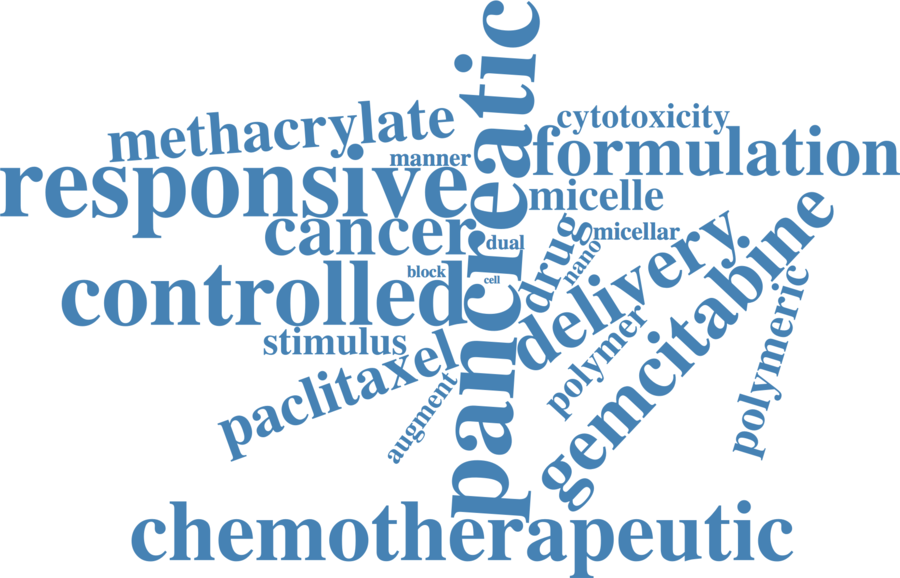 pancreatic
cytotoxicity
methacrylate
formulation
manner
responsive
micelle
cancer
drug
micellar
dual
nano
delivery
gemcitabine
block
cell
controlled
stimulus
polymer
polymeric
paclitaxel
augment
chemotherapeutic